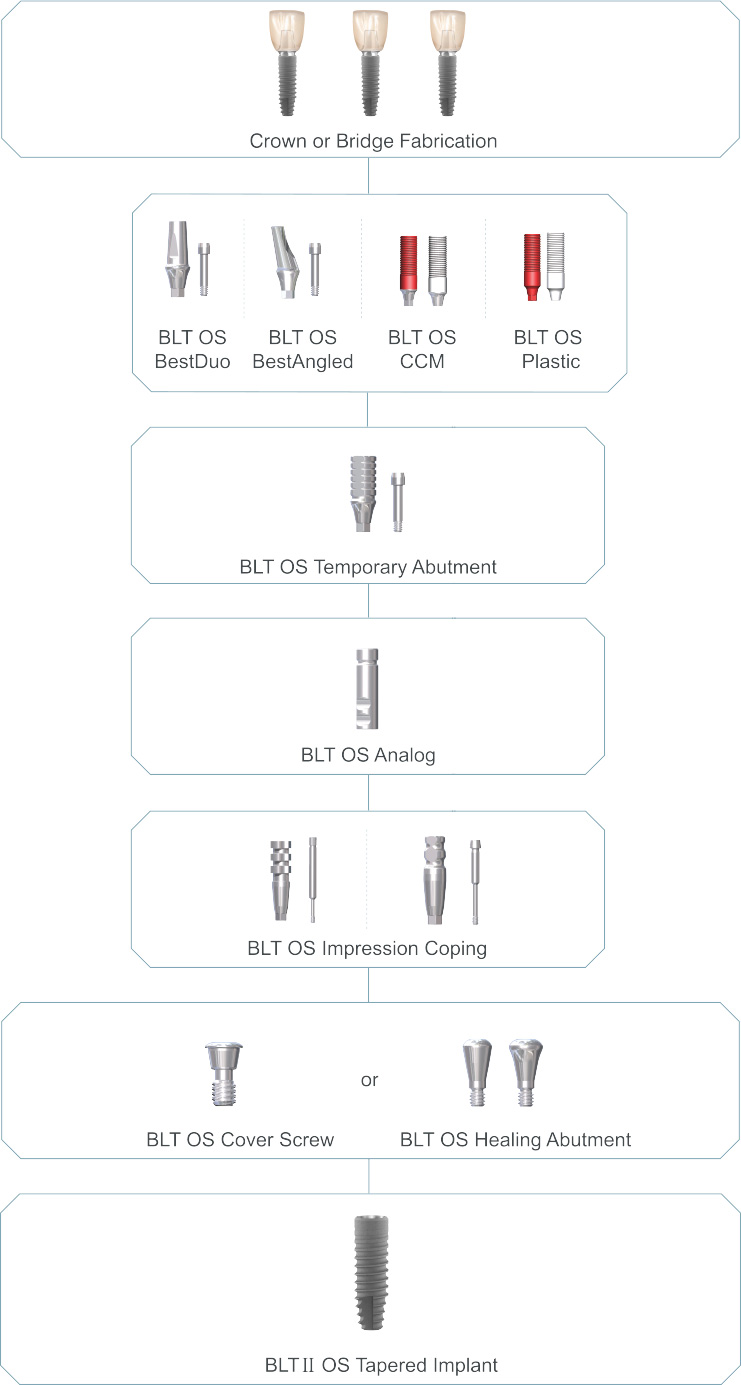 Crown or Bridge Fabrication
BLT OS
BestDuo
BLT OS
BestAngled
BLT OS
CCM
BLT OS
Plastic
BLT OS Temporary Abutment
BLT OS Analog
BLT OS Impression Coping
or
BLT OS Cover Screw
BLT OS Healing Abutment
BLTⅡ OS Tapered Implant